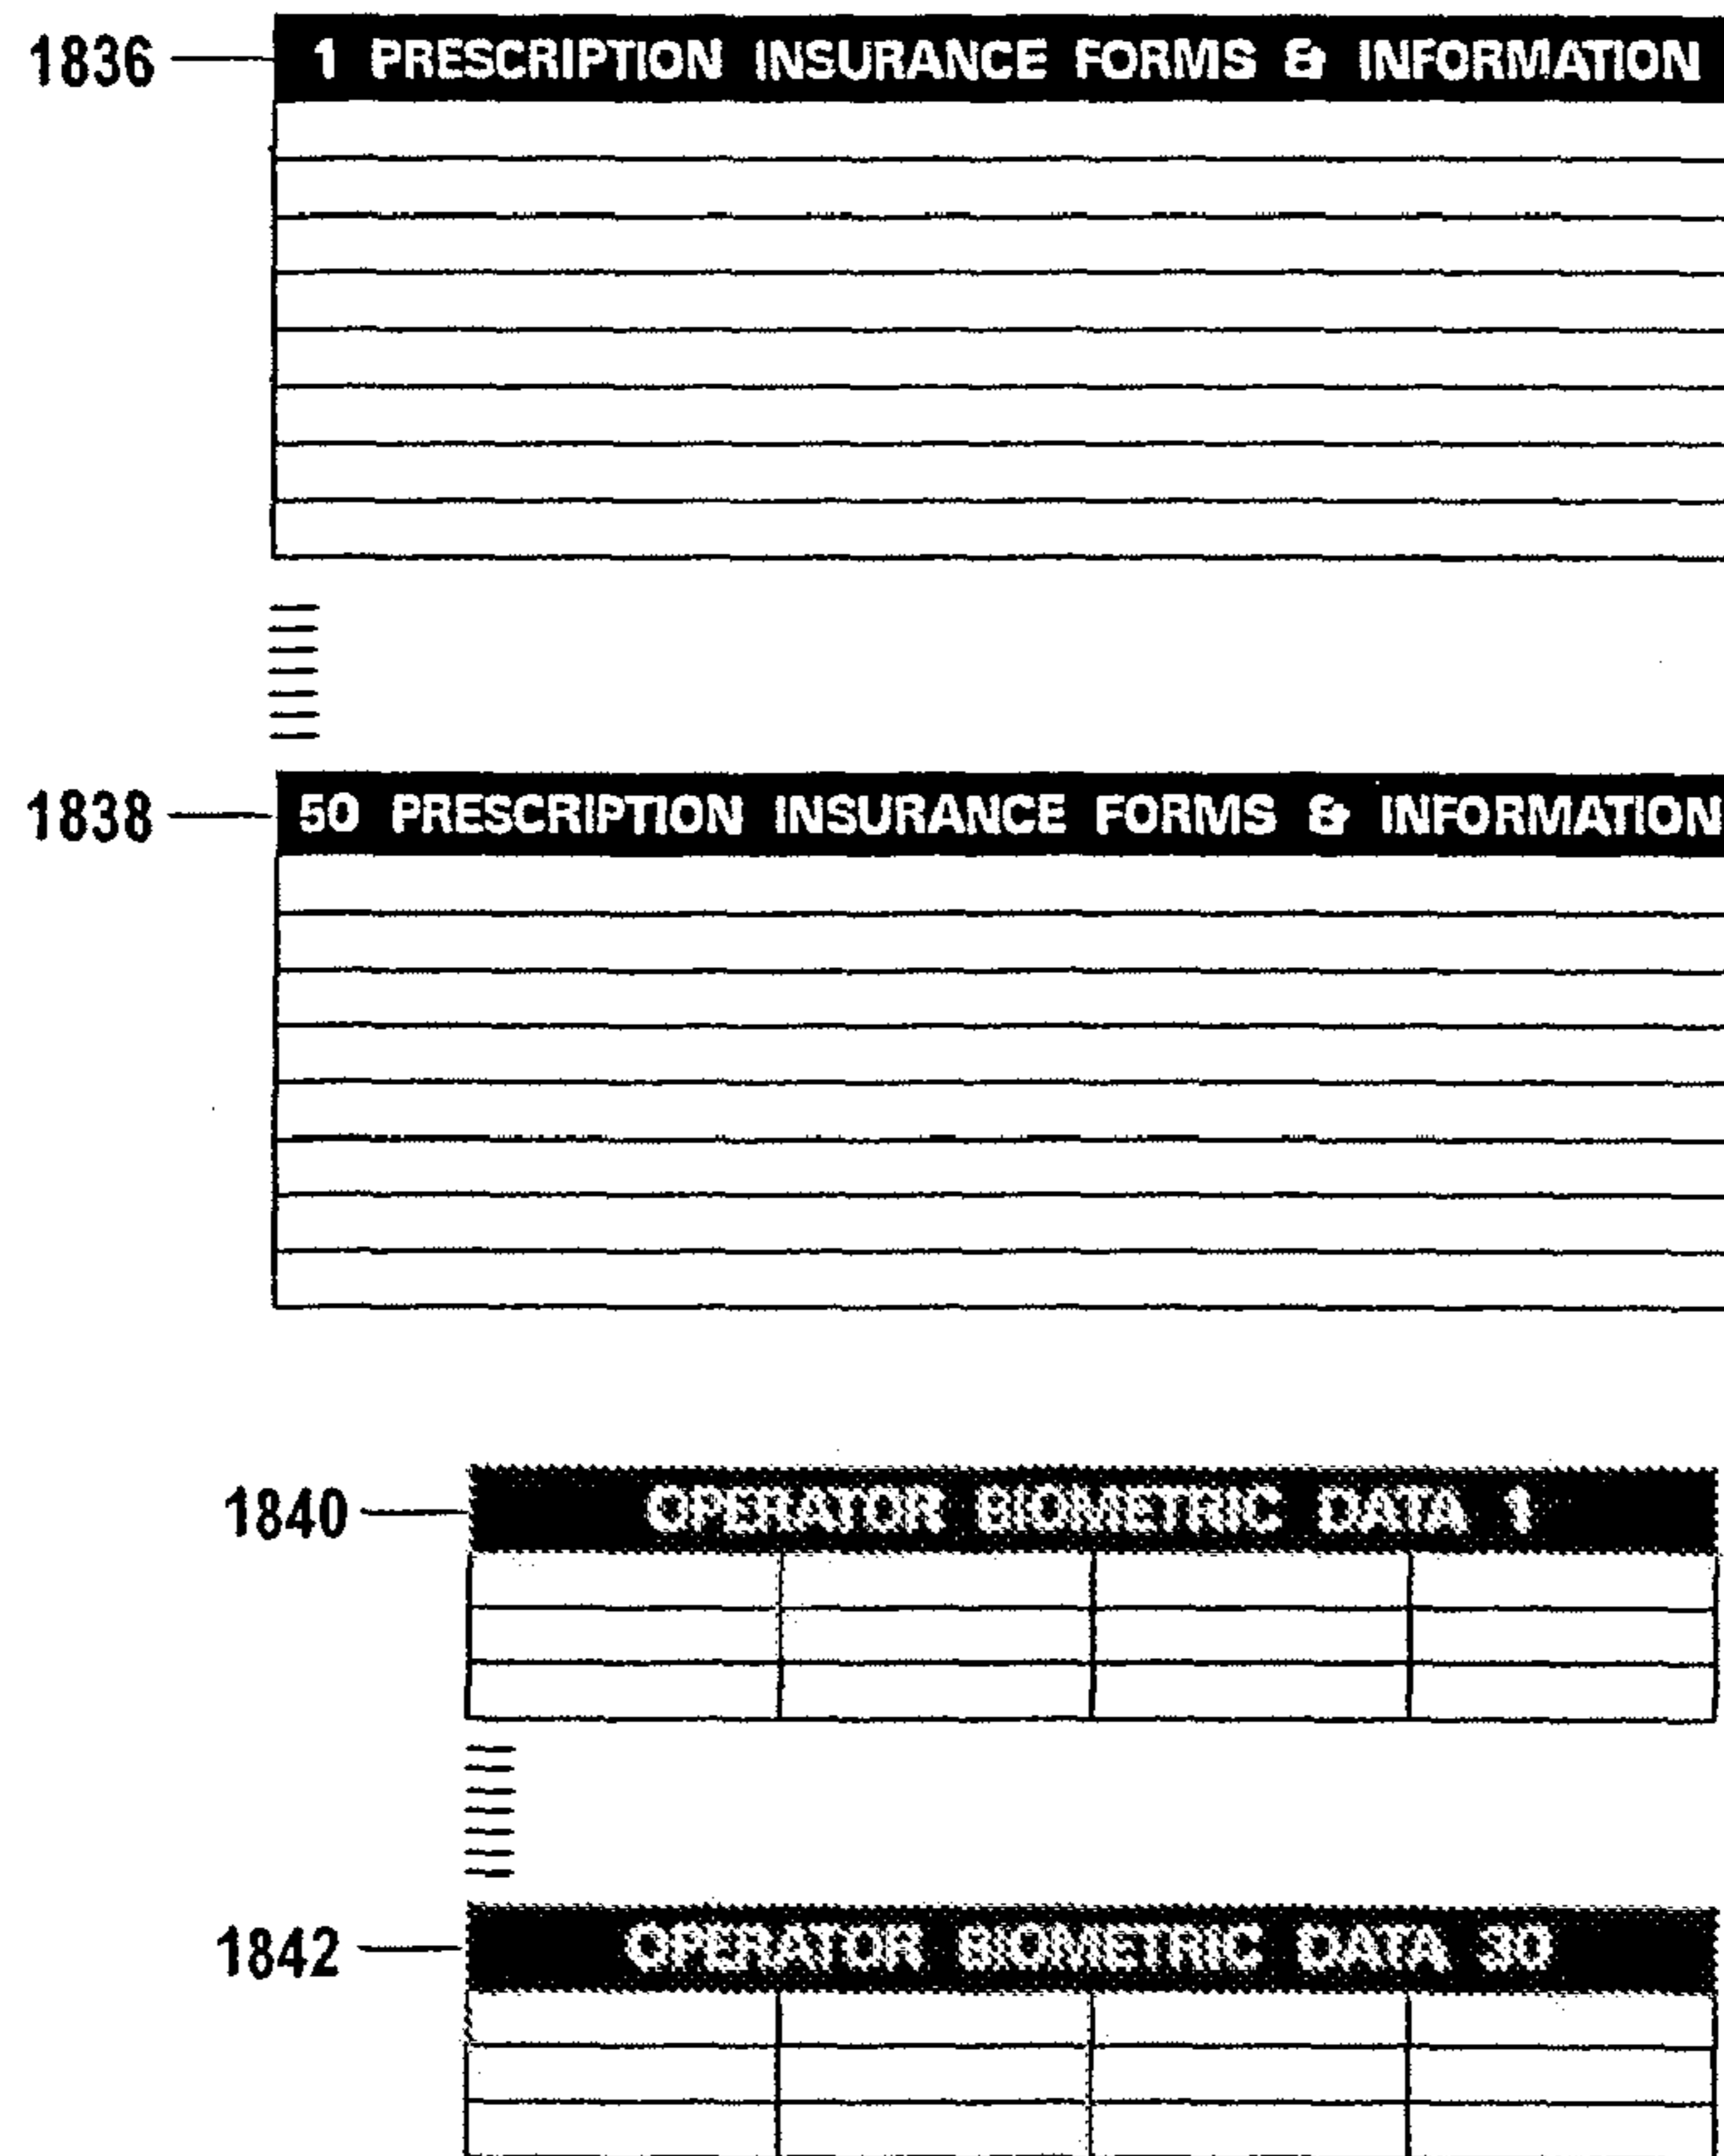 1836 1 PRESCRIPTION INSURANCE FORMS & INFORMATION
1838 50 PRESCRIPTION INSURANCE FORMS & INFORMATION
1840 OPERATOR BIOMETRIC DATA 1
1842 OPERATOR BIOMETRIC DATA 30